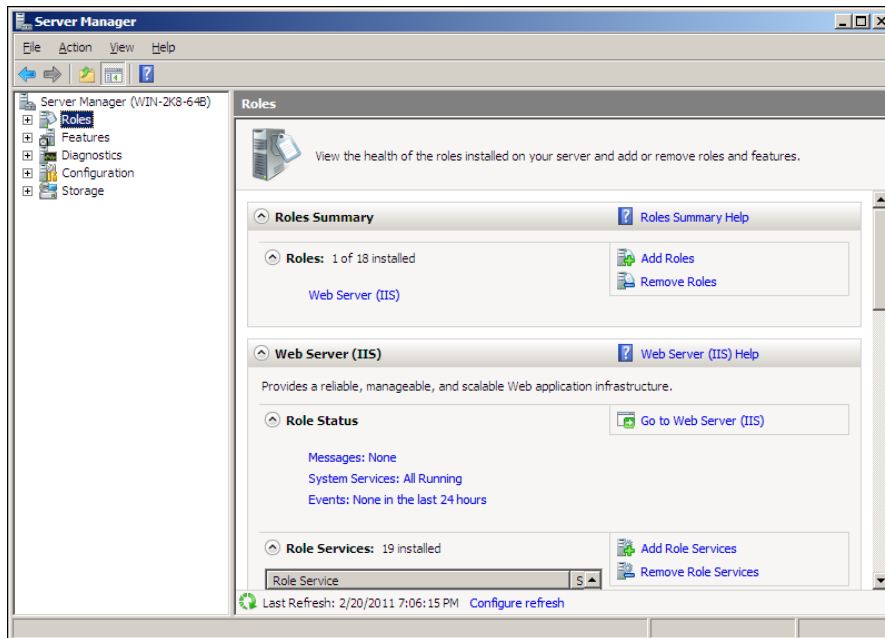 Server Manager
File Action View Help
Server Manager (WIN-2K8-64B)
Roles
Features
Diagnostics
Configuration
Storage
Roles
View the health of the roles installed on your server and add or remove roles and features.
Roles Summary
Roles Summary Help
Roles: 1 of 18 installed
Add Roles
Remove Roles
Web Server (IIS)
Web Server (IIS)
Web Server (IIS) Help
Provides a reliable, manageable, and scalable Web application infrastructure.
Role Status
Go to Web Server (IIS)
Messages: None
System Services: All Running
Events: None in the last 24 hours
Role Services: 19 installed
Add Role Services
Remove Role Services
Role Service
S
Last Refresh: 2/20/2011 7:06:15 PM Configure refresh